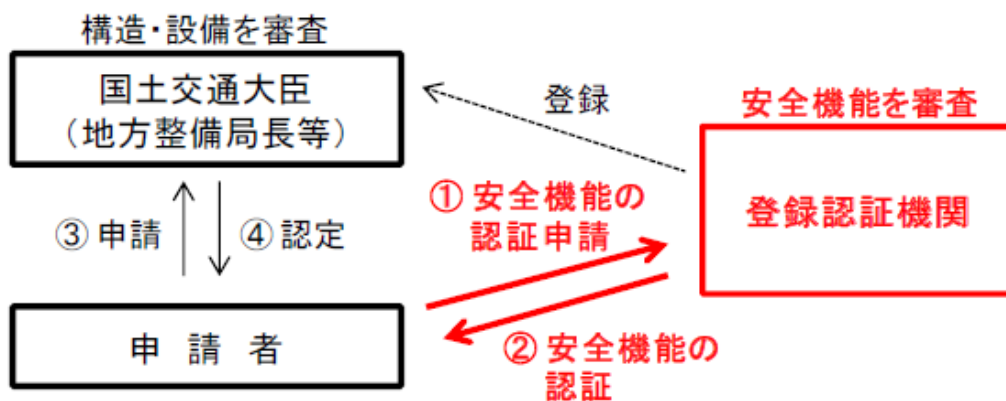 構造・設備を審査
国土交通大臣
（地方整備局長等）
登録
安全機能を審査
登録認証機関
① 安全機能の
認証申請
③ 申請
④ 認定
申 請 者
② 安全機能の
認証